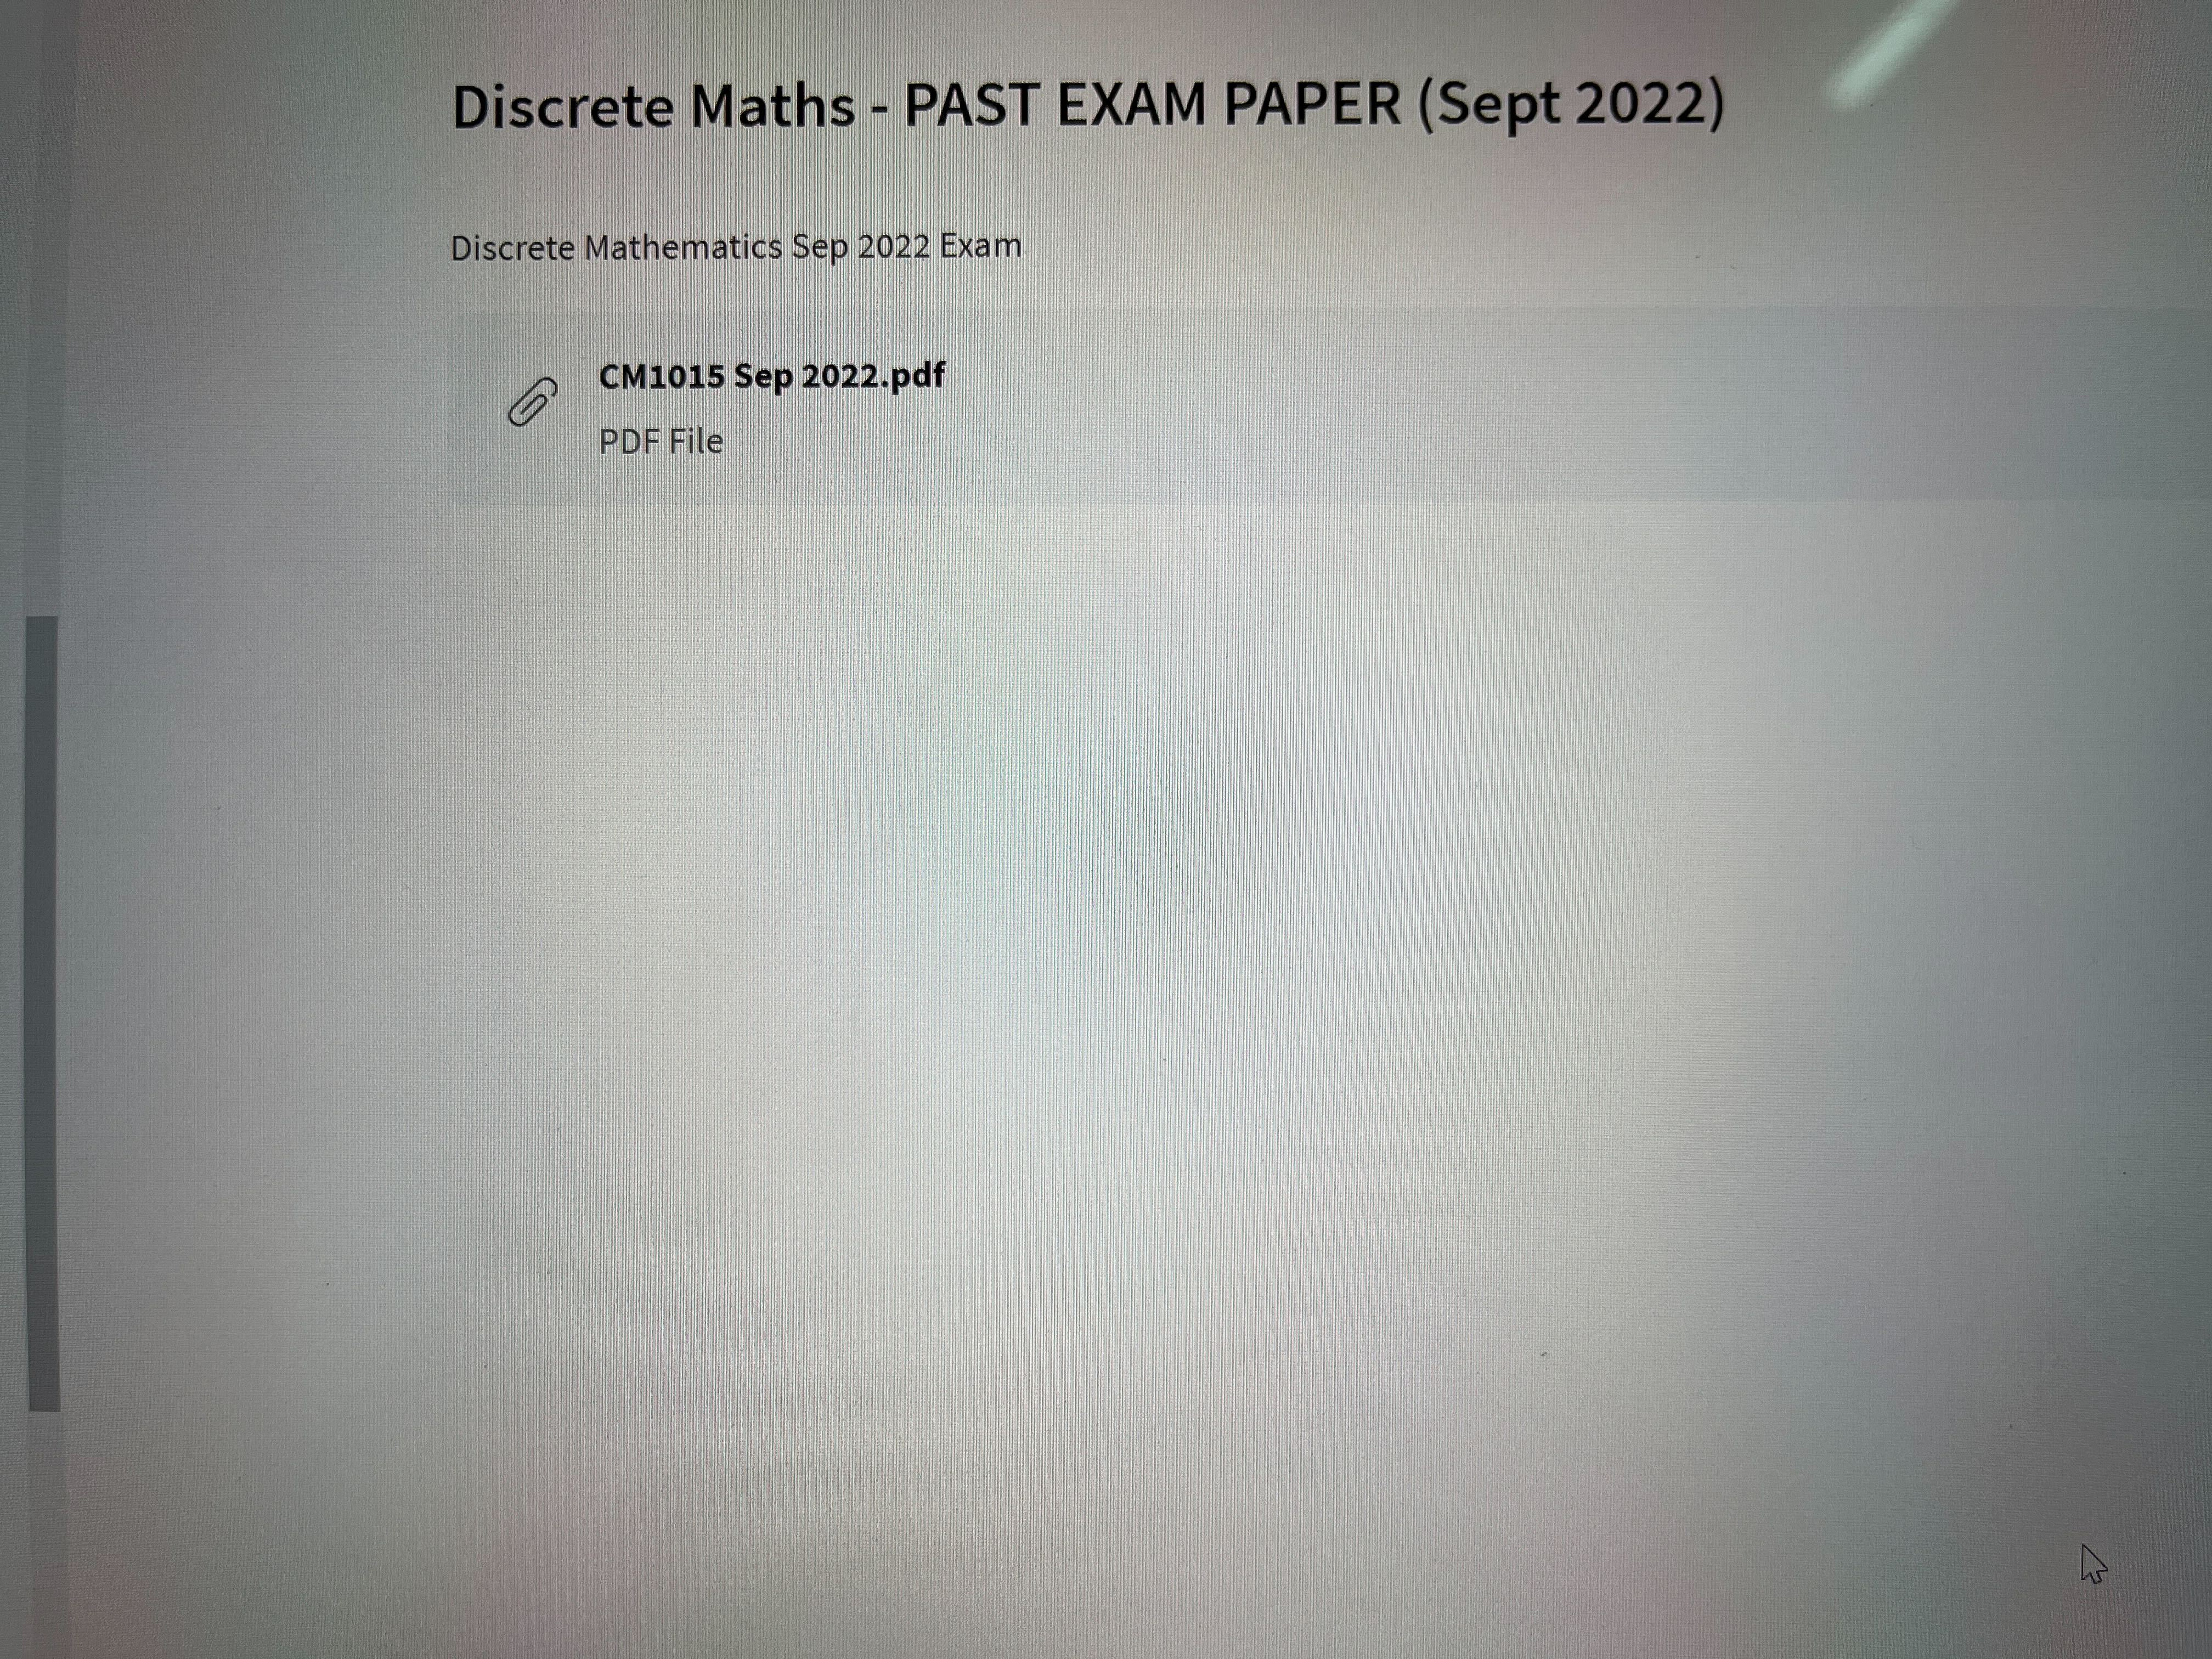 Discrete Maths - PAST EXAM PAPER (Sept 2022)
Discrete Mathematics Sep 2022 Exam
CM1015 Sep 2022.pdf
PDF File